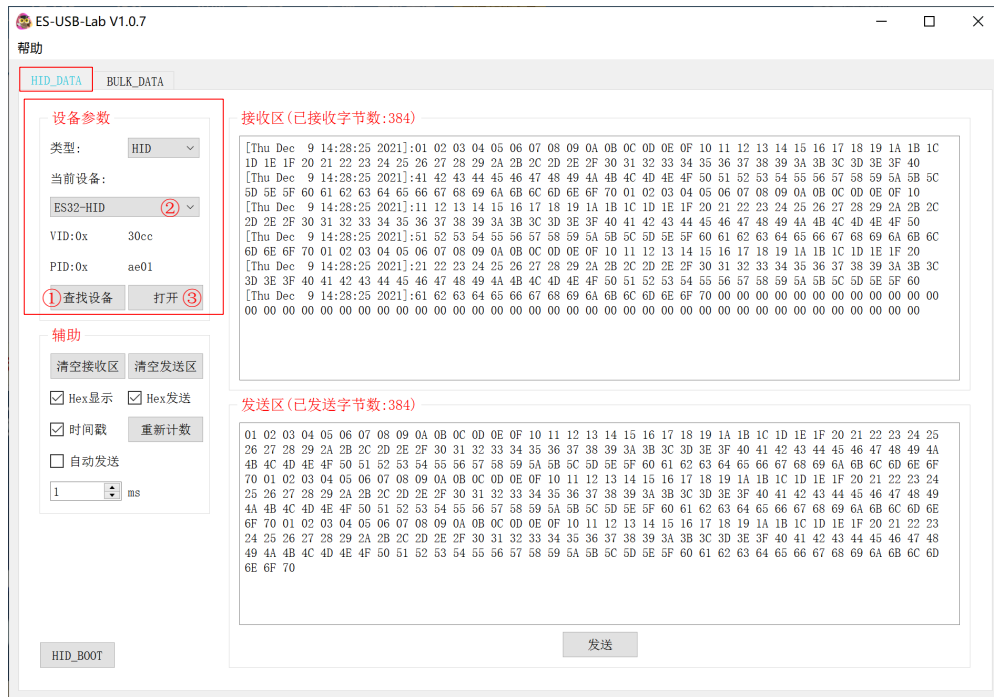 ES-USB-Lab V1.0.7
帮助
HID_DATA
BULK_DATA
设备参数
类型:
HID
当前设备:
ES32-HID
②
VID:0x
30cc
PID:0x
ae01
①查找设备
打开③
辅助
清空接收区
清空发送区
Hex显示
Hex发送
时间戳
重新计数
自动发送
1
ms
HID_BOOT
接收区(已接收字节数:384)
[Thu Dec  9 14:28:25 2021]:01 02 03 04 05 06 07 08 09 0A 0B 0C 0D 0E 0F 10 11 12 13 14 15 16 17 18 19 1A 1B 1C
1D 1E 1F 20 21 22 23 24 25 26 27 28 29 2A 2B 2C 2D 2E 2F 30 31 32 33 34 35 36 37 38 39 3A 3B 3C 3D 3E 3F 40
[Thu Dec  9 14:28:25 2021]:41 42 43 44 45 46 47 48 49 4A 4B 4C 4D 4E 4F 50 51 52 53 54 55 56 57 58 59 5A 5B 5C
5D 5E 5F 60 61 62 63 64 65 66 67 68 69 6A 6B 6C 6D 6E 6F 70 01 02 03 04 05 06 07 08 09 0A 0B 0C 0D 0E 0F 10
[Thu Dec  9 14:28:25 2021]:11 12 13 14 15 16 17 18 19 1A 1B 1C 1D 1E 1F 20 21 22 23 24 25 26 27 28 29 2A 2B 2C
2D 2E 2F 30 31 32 33 34 35 36 37 38 39 3A 3B 3C 3D 3E 3F 40 41 42 43 44 45 46 47 48 49 4A 4B 4C 4D 4E 4F 50
[Thu Dec  9 14:28:25 2021]:51 52 53 54 55 56 57 58 59 5A 5B 5C 5D 5E 5F 60 61 62 63 64 65 66 67 68 69 6A 6B 6C
6D 6E 6F 70 01 02 03 04 05 06 07 08 09 0A 0B 0C 0D 0E 0F 10 11 12 13 14 15 16 17 18 19 1A 1B 1C 1D 1E 1F 20
[Thu Dec  9 14:28:25 2021]:21 22 23 24 25 26 27 28 29 2A 2B 2C 2D 2E 2F 30 31 32 33 34 35 36 37 38 39 3A 3B 3C
3D 3E 3F 40 41 42 43 44 45 46 47 48 49 4A 4B 4C 4D 4E 4F 50 51 52 53 54 55 56 57 58 59 5A 5B 5C 5D 5E 5F 60
[Thu Dec  9 14:28:25 2021]:61 62 63 64 65 66 67 68 69 6A 6B 6C 6D 6E 6F 70 00 00 00 00 00 00 00 00 00 00 00 00
00 00 00 00 00 00 00 00 00 00 00 00 00 00 00 00 00 00 00 00 00 00 00 00 00 00 00 00 00 00 00 00
发送区(已发送字节数:384)
01 02 03 04 05 06 07 08 09 0A 0B 0C 0D 0E 0F 10 11 12 13 14 15 16 17 18 19 1A 1B 1C 1D 1E 1F 20 21 22 23 24 25
26 27 28 29 2A 2B 2C 2D 2E 2F 30 31 32 33 34 35 36 37 38 39 3A 3B 3C 3D 3E 3F 40 41 42 43 44 45 46 47 48 49 4A
4B 4C 4D 4E 4F 50 51 52 53 54 55 56 57 58 59 5A 5B 5C 5D 5E 5F 60 61 62 63 64 65 66 67 68 69 6A 6B 6C 6D 6E 6F
70 01 02 03 04 05 06 07 08 09 0A 0B 0C 0D 0E 0F 10 11 12 13 14 15 16 17 18 19 1A 1B 1C 1D 1E 1F 20 21 22 23 24
25 26 27 28 29 2A 2B 2C 2D 2E 2F 30 31 32 33 34 35 36 37 38 39 3A 3B 3C 3D 3E 3F 40 41 42 43 44 45 46 47 48 49
4A 4B 4C 4D 4E 4F 50 51 52 53 54 55 56 57 58 59 5A 5B 5C 5D 5E 5F 60 61 62 63 64 65 66 67 68 69 6A 6B 6C 6D 6E
6F 70 01 02 03 04 05 06 07 08 09 0A 0B 0C 0D 0E 0F 10 11 12 13 14 15 16 17 18 19 1A 1B 1C 1D 1E 1F 20 21 22 23
24 25 26 27 28 29 2A 2B 2C 2D 2E 2F 30 31 32 33 34 35 36 37 38 39 3A 3B 3C 3D 3E 3F 40 41 42 43 44 45 46 47 48
49 4A 4B 4C 4D 4E 4F 50 51 52 53 54 55 56 57 58 59 5A 5B 5C 5D 5E 5F 60 61 62 63 64 65 66 67 68 69 6A 6B 6C 6D
6E 6F 70
发送